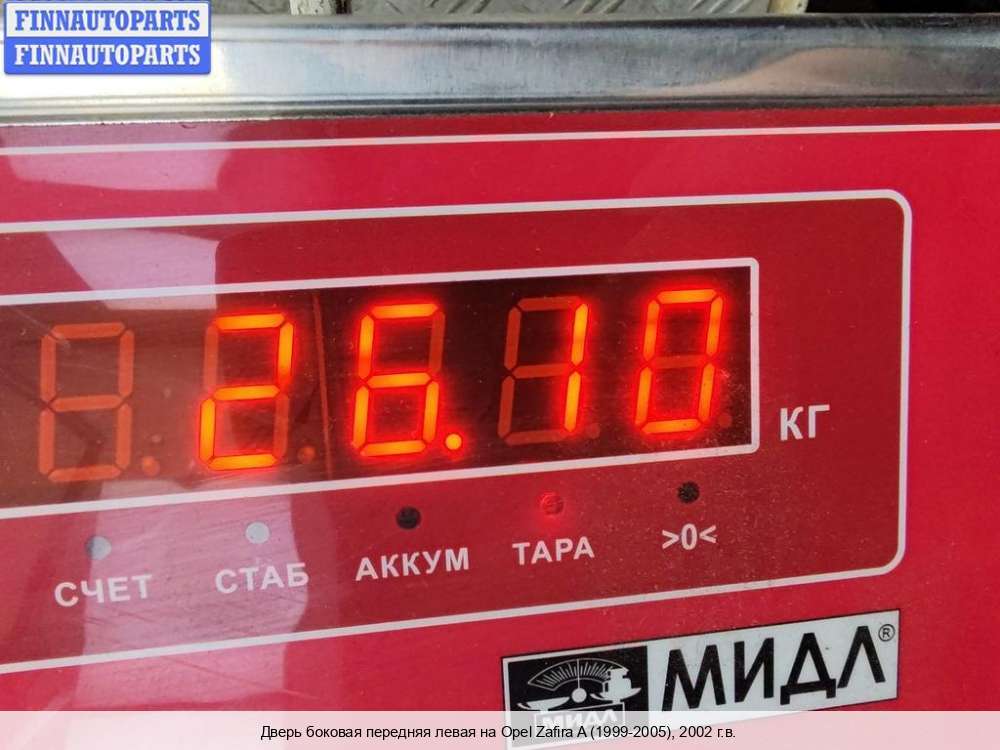 FINNAUTOPARTS
FINNAUTOPARTS
26.10
КГ
СЧЕТ СТАБ АККУМ ТАРА >0<
МИДЛ®
МИДЛ
Дверь боковая передняя левая на Opel Zafira A (1999-2005), 2002 г.в.